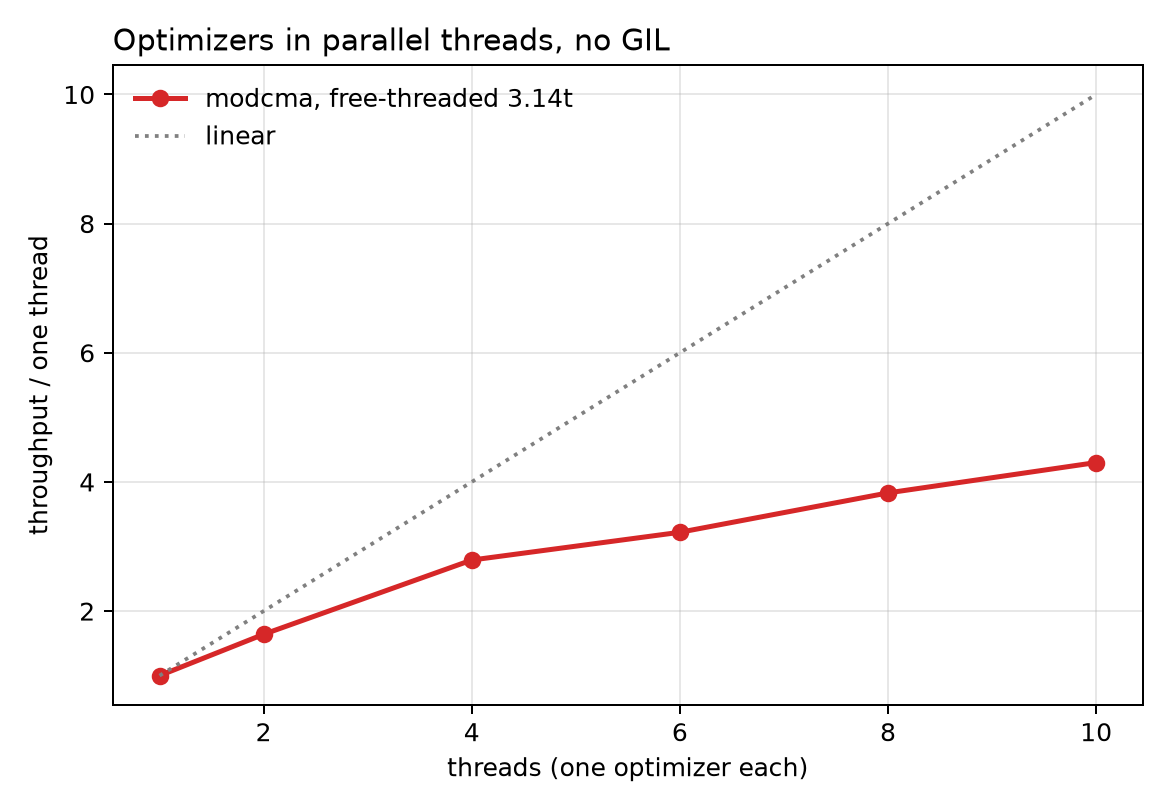 Optimizers in parallel threads, no GIL
modcma, free-threaded 3.14t
linear
throughput / one thread
10
8
6
4
2
2
4
6
8
10
threads (one optimizer each)